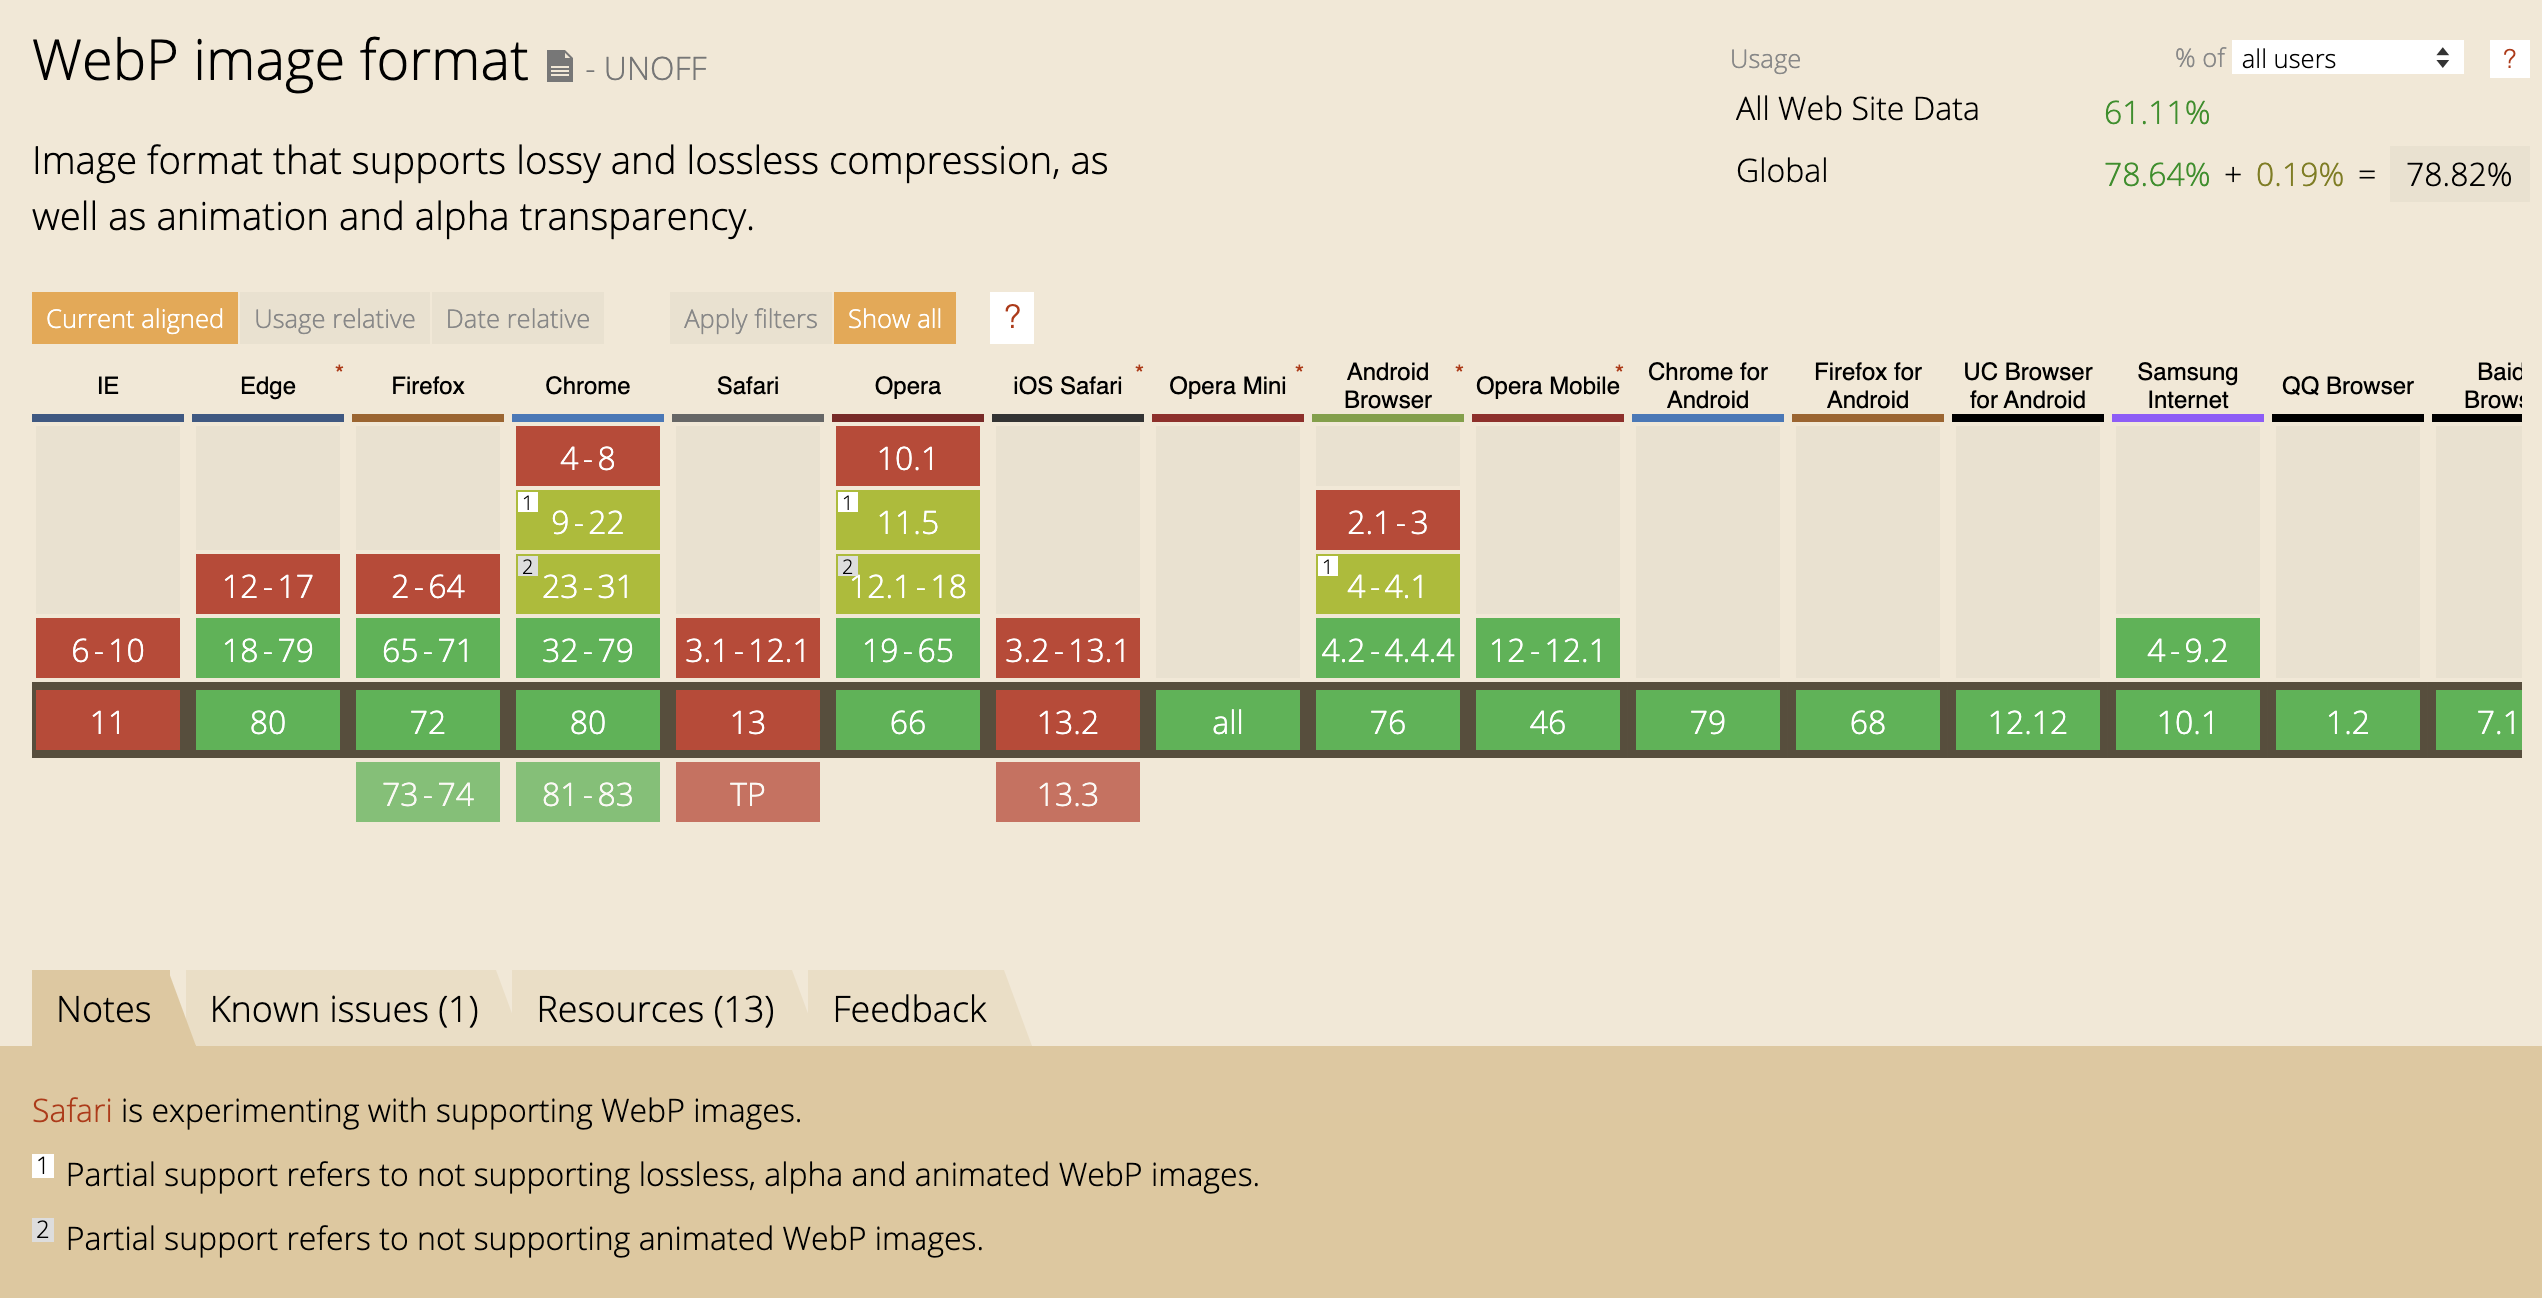 WebP image format - UNOFF
Usage % of all users ?
All Web Site Data 61.11%
Global 78.64% + 0.19% = 78.82%
Image format that supports lossy and lossless compression, as
well as animation and alpha transparency.
Current aligned Usage relative Date relative Apply filters Show all ?
IE Edge * Firefox Chrome Safari Opera iOS Safari * Opera Mini * Android Browser * Opera Mobile * Chrome for Android Firefox for Android UC Browser for Android Samsung Internet QQ Browser Baid Brows
4-8 10.1
1 9-22 1 11.5 2.1-3
12-17 2-64 2 23-31 2 12.1-18 1 4-4.1
6-10 18-79 65-71 32-79 3.1-12.1 19-65 3.2-13.1 4.2-4.4.4 12-12.1 4-9.2
11 80 72 80 13 66 13.2 all 76 46 79 68 12.12 10.1 1.2 7.1
73-74 81-83 TP 13.3
Notes Known issues (1) Resources (13) Feedback
Safari is experimenting with supporting WebP images.
1 Partial support refers to not supporting lossless, alpha and animated WebP images.
2 Partial support refers to not supporting animated WebP images.